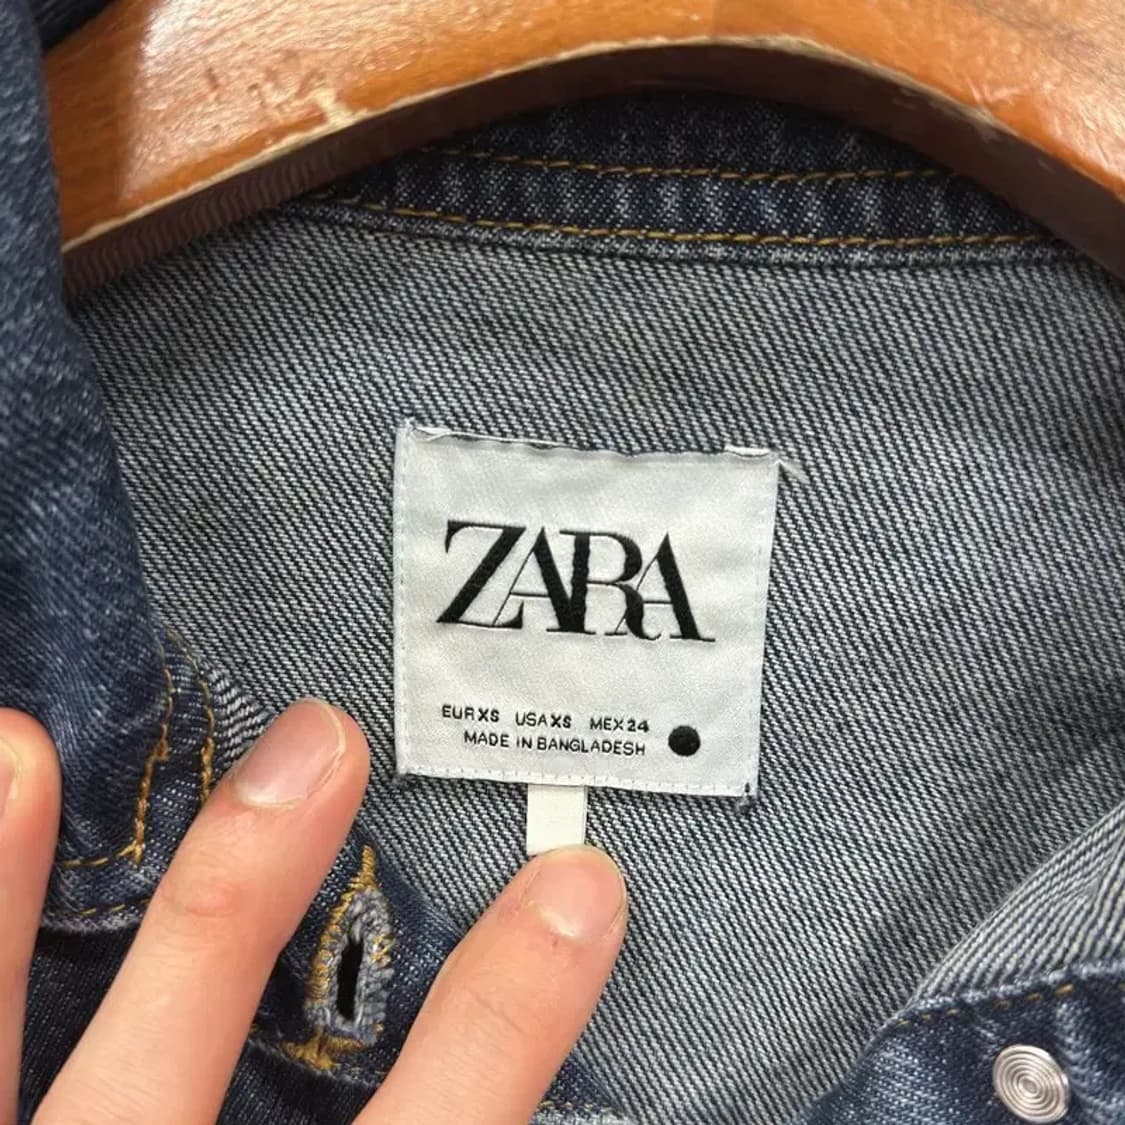 ZARA
EUR XS USA XS MEX 24
MADE IN BANGLADESH